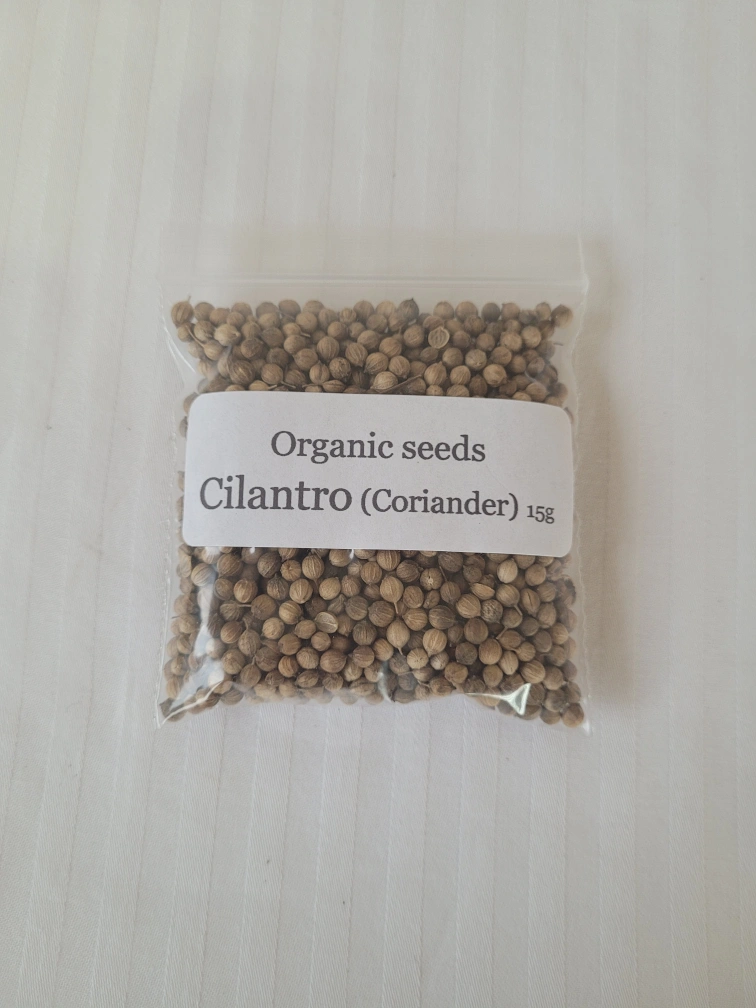 Organic seeds
Cilantro (Coriander) 15g